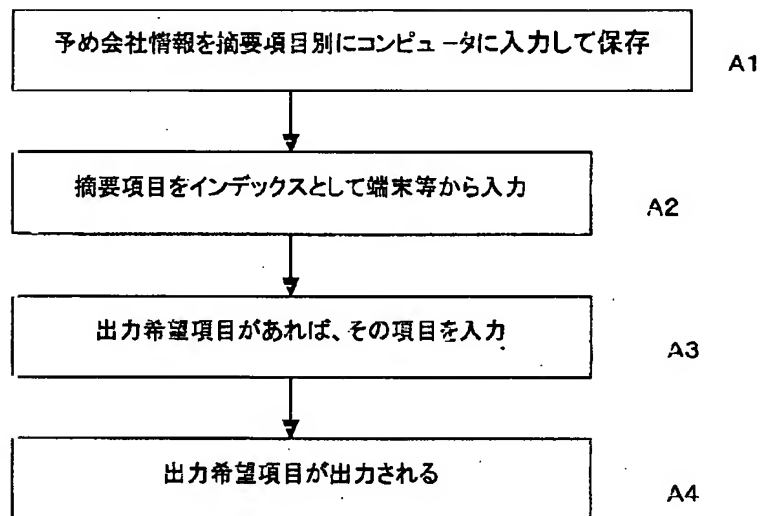 予め会社情報を摘要項目別にコンピュータに入力して保存
A1
摘要項目をインデックスとして端末等から入力
A2
出力希望項目があれば、その項目を入力
A3
出力希望項目が出力される
A4